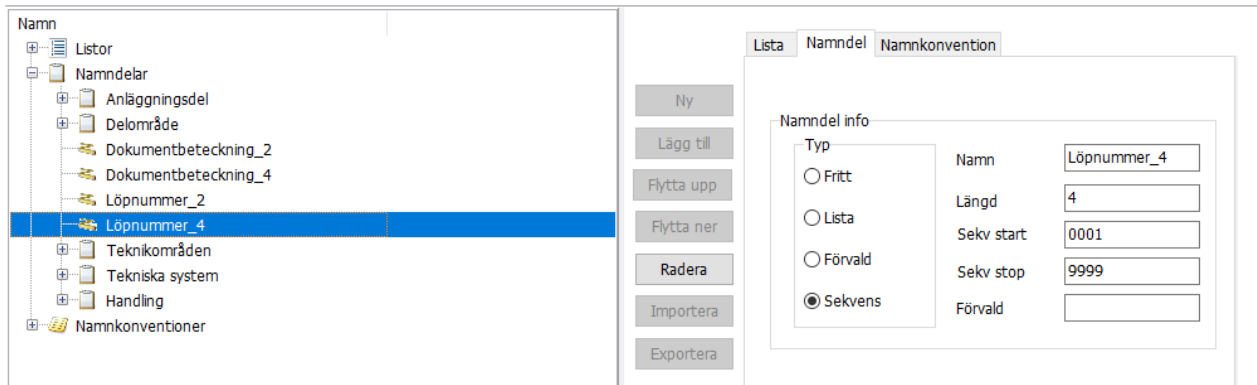 Namn
Listor
Namndelar
Anläggningsdel
Delområde
Dokumentbeteckning_2
Dokumentbeteckning_4
Löpnummer_2
Löpnummer_4
Teknikområden
Tekniska system
Handling
Namnkonventioner
Ny
Lägg till
Flytta upp
Flytta ner
Radera
Importera
Exportera
Lista Namndel Namnkonvention
Namndel info
Typ
Fritt
Lista
Förvald
Sekvens
Namn Löpnummer_4
Längd 4
Sekv start 0001
Sekv stop 9999
Förvald